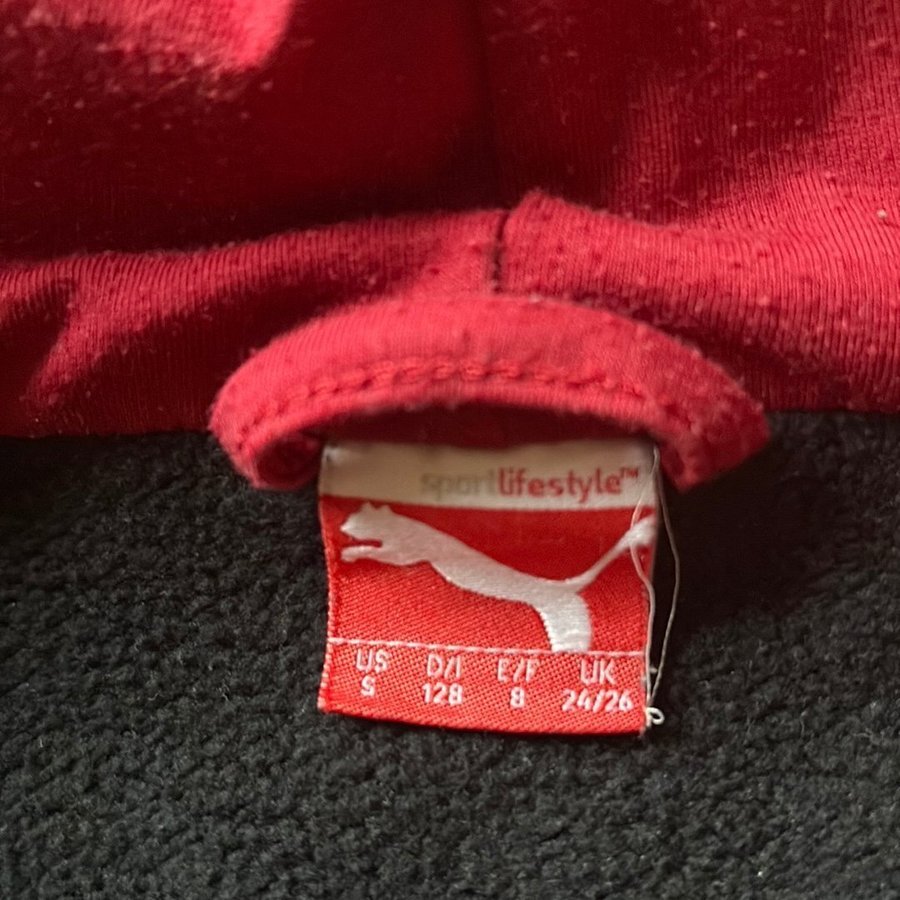 sportlifestyle™
US D/I E/F UK
S 128 8 24/26